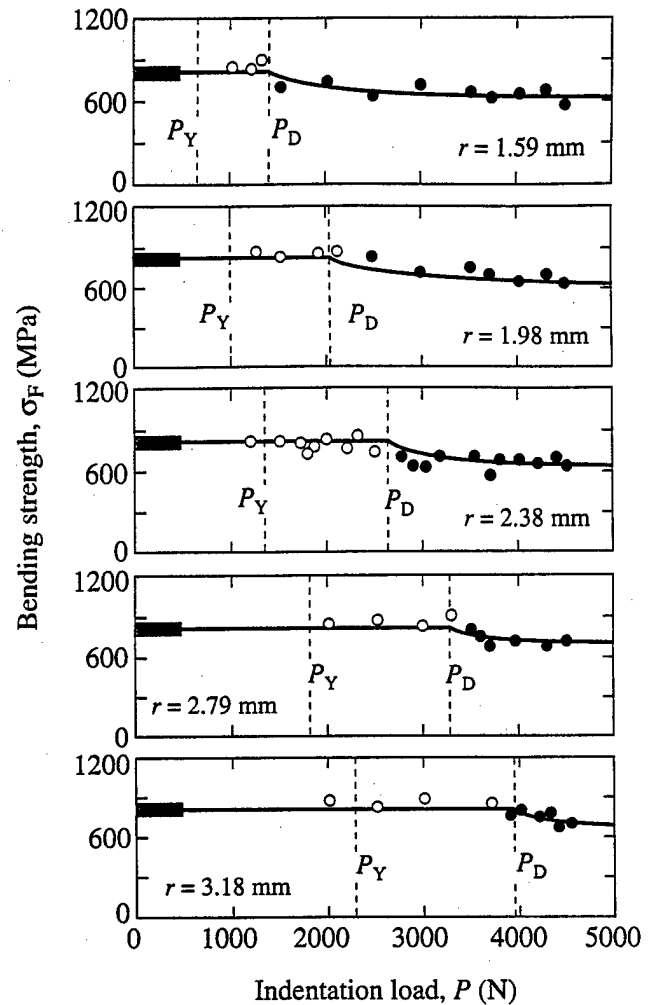 1200
600
0
P_Y
P_D
r = 1.59 mm
1200
600
0
P_Y
P_D
r = 1.98 mm
1200
600
0
P_Y
P_D
r = 2.38 mm
1200
600
0
P_Y
P_D
r = 2.79 mm
1200
600
0
P_Y
P_D
r = 3.18 mm
0 1000 2000 3000 4000 5000
Indentation load, P (N)
Bending strength, σ_F (MPa)